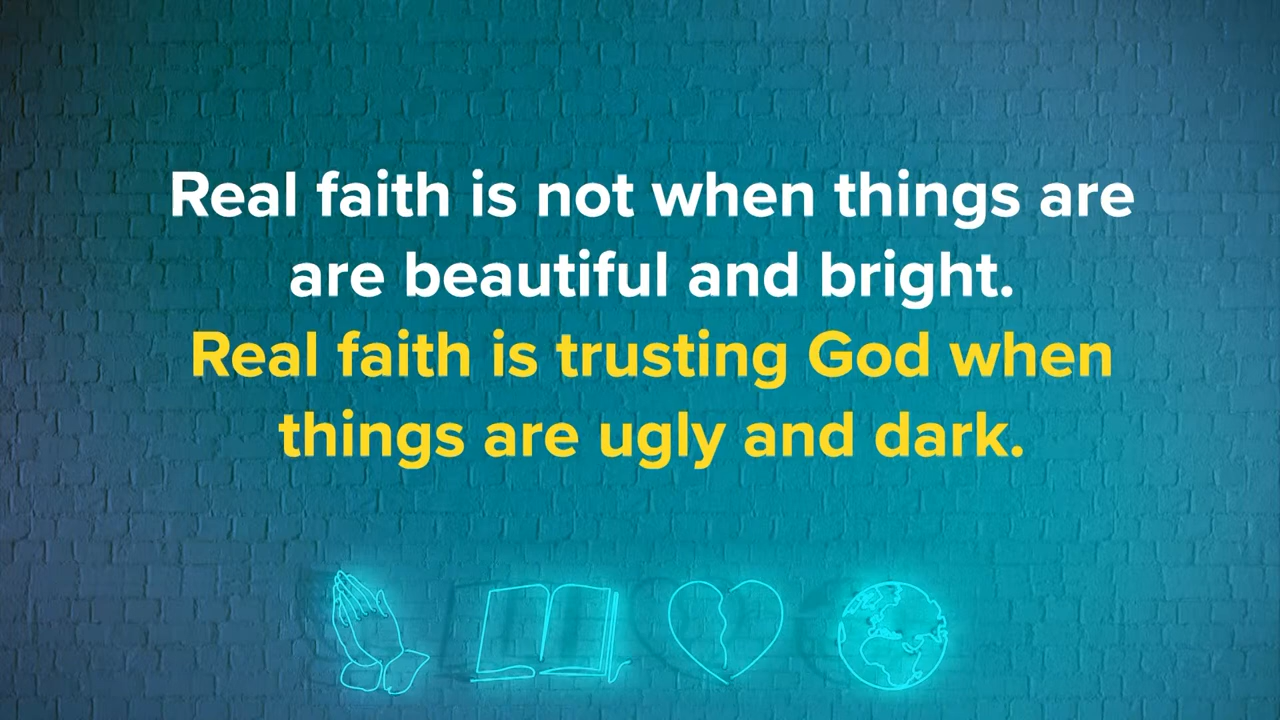 Real faith is not when things are
are beautiful and bright.
Real faith is trusting God when
things are ugly and dark.